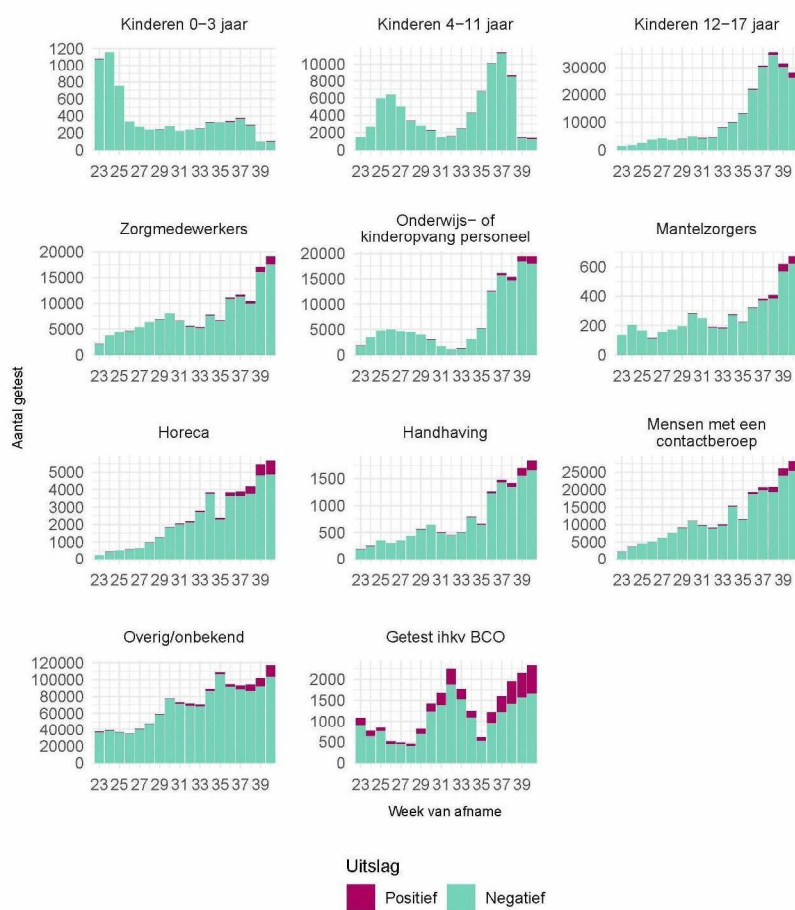 Kinderen 0−3 jaar
1200
1000
800
600
400
200
0
23 25 27 29 31 33 35 37 39
Kinderen 4−11 jaar
10000
8000
6000
4000
2000
0
23 25 27 29 31 33 35 37 39
Kinderen 12−17 jaar
30000
20000
10000
0
23 25 27 29 31 33 35 37 39
Zorgmedewerkers
20000
15000
10000
5000
0
23 25 27 29 31 33 35 37 39
Onderwijs− of
kinderopvang personeel
20000
15000
10000
5000
0
23 25 27 29 31 33 35 37 39
Mantelzorgers
600
400
200
0
23 25 27 29 31 33 35 37 39
Aantal getest
Horeca
5000
4000
3000
2000
1000
0
23 25 27 29 31 33 35 37 39
Handhaving
1500
1000
500
0
23 25 27 29 31 33 35 37 39
Mensen met een
contactberoep
25000
20000
15000
10000
5000
0
23 25 27 29 31 33 35 37 39
Overig/onbekend
120000
100000
80000
60000
40000
20000
0
23 25 27 29 31 33 35 37 39
Getest ihkv BCO
2000
1500
1000
500
0
23 25 27 29 31 33 35 37 39
Week van afname
Uitslag
Positief Negatief